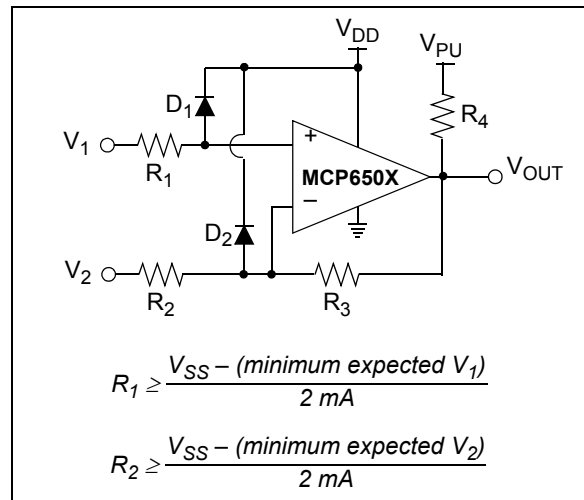 V_DD
V_PU
D_1
R_4
V_1
R_1
+
MCP650X
V_OUT
–
D_2
V_2
R_2
R_3
R_1 ≥ V_SS – (minimum expected V_1)
2 mA
R_2 ≥ V_SS – (minimum expected V_2)
2 mA